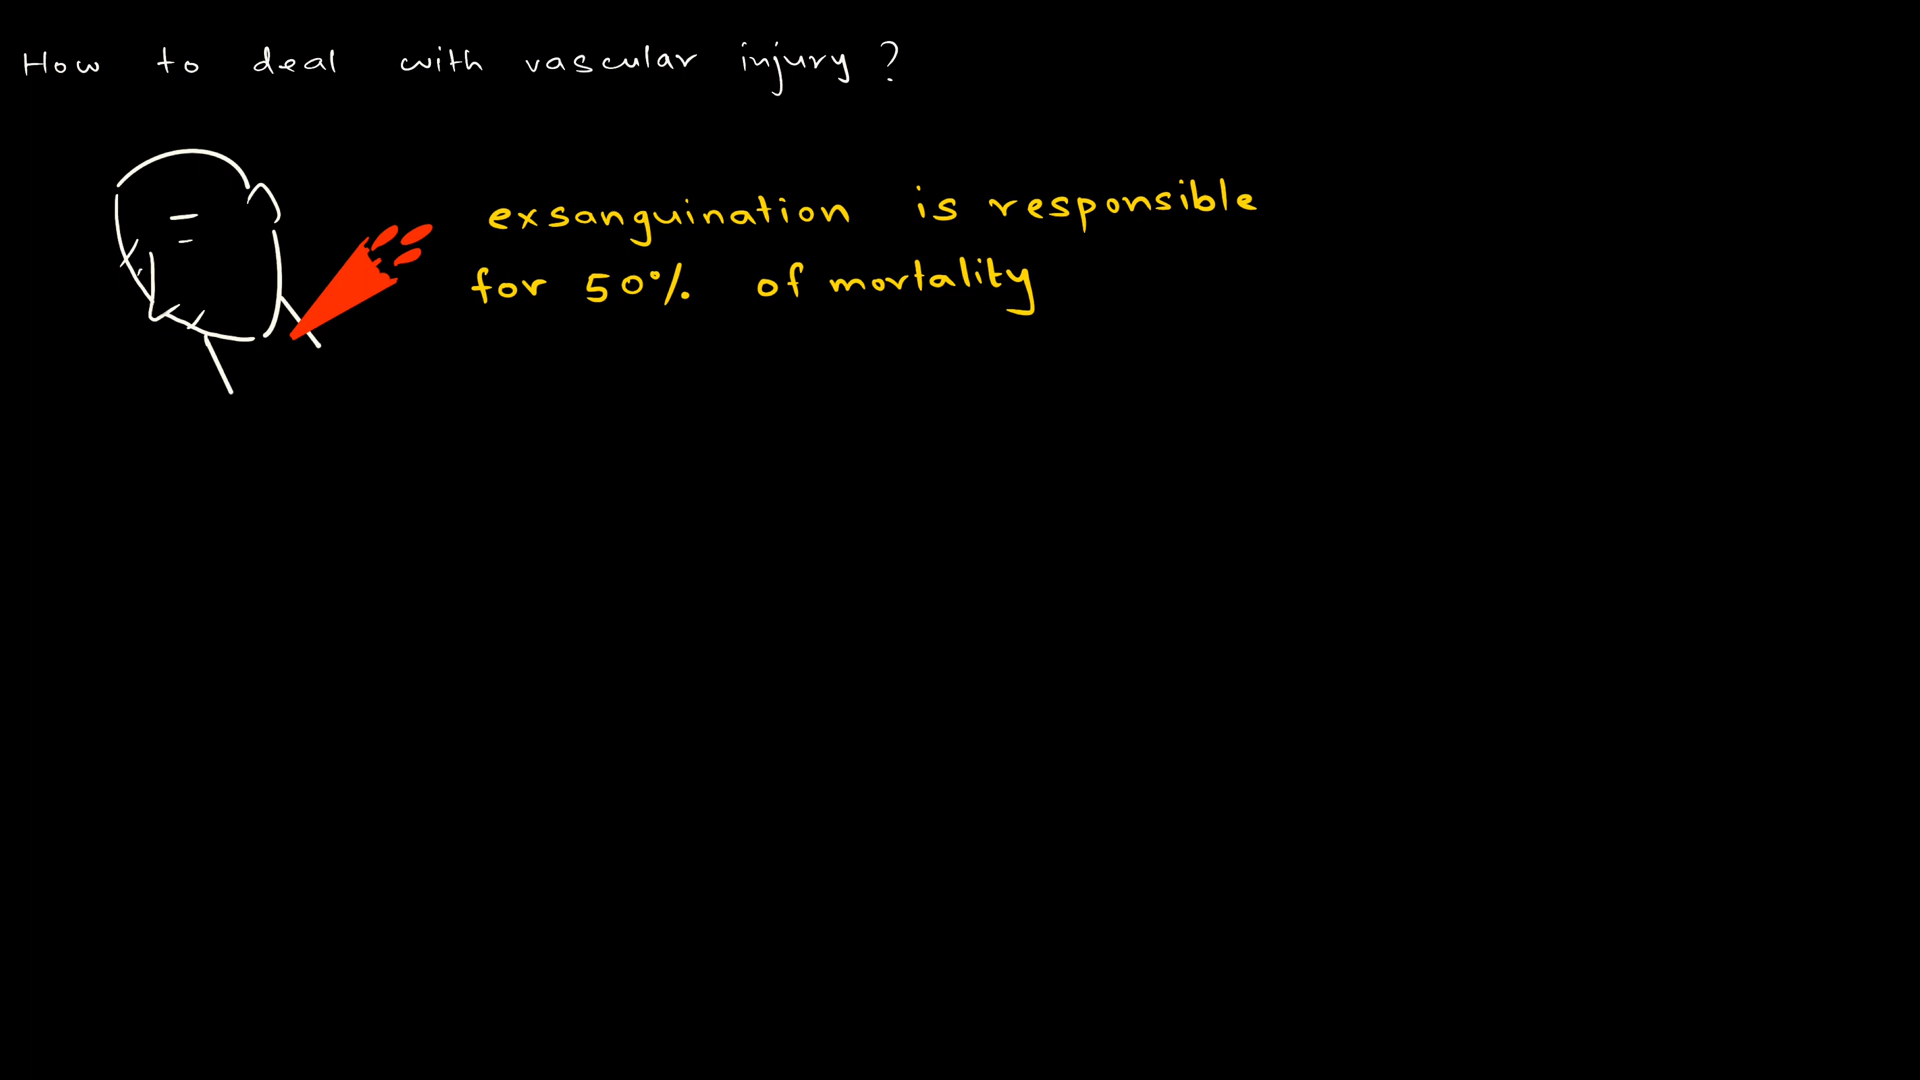 How to deal with vascular injury?
exsanguination is responsible
for 50% of mortality